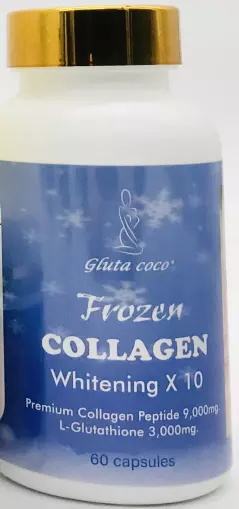 Gluta coco®
Frozen
COLLAGEN
Whitening X 10
Premium Collagen Peptide 9,000mg.
L-Glutathione 3,000mg.
60 capsules